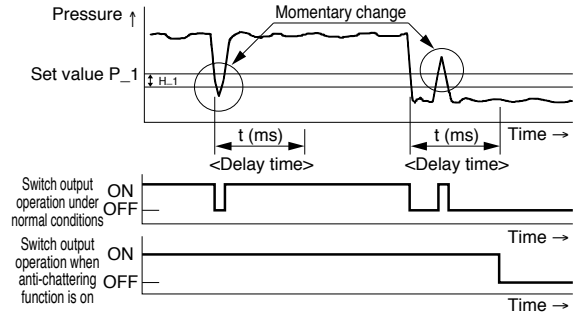 Pressure ↑
Momentary change
Set value P_1
H_1
t (ms)
t (ms)
Time →
<Delay time>
<Delay time>
Switch output
operation under
normal conditions
ON
OFF
Time →
Switch output
operation when
anti-chattering
function is on
ON
OFF
Time →